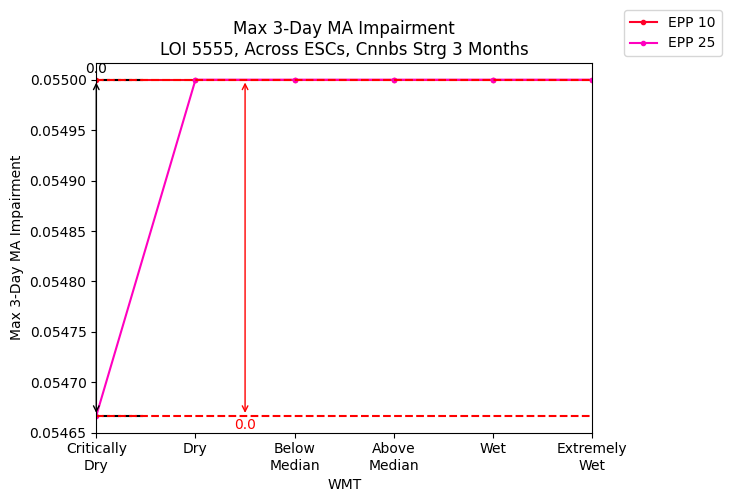 Max 3-Day MA Impairment
LOI 5555, Across ESCs, Cnnbs Strg 3 Months
EPP 10
EPP 25
0.0
0.05500
0.05495
0.05490
0.05485
0.05480
0.05475
0.05470
0.05465
Max 3-Day MA Impairment
0.0
Critically
Dry
Dry
Below
Median
Above
Median
Wet
Extremely
Wet
WMT